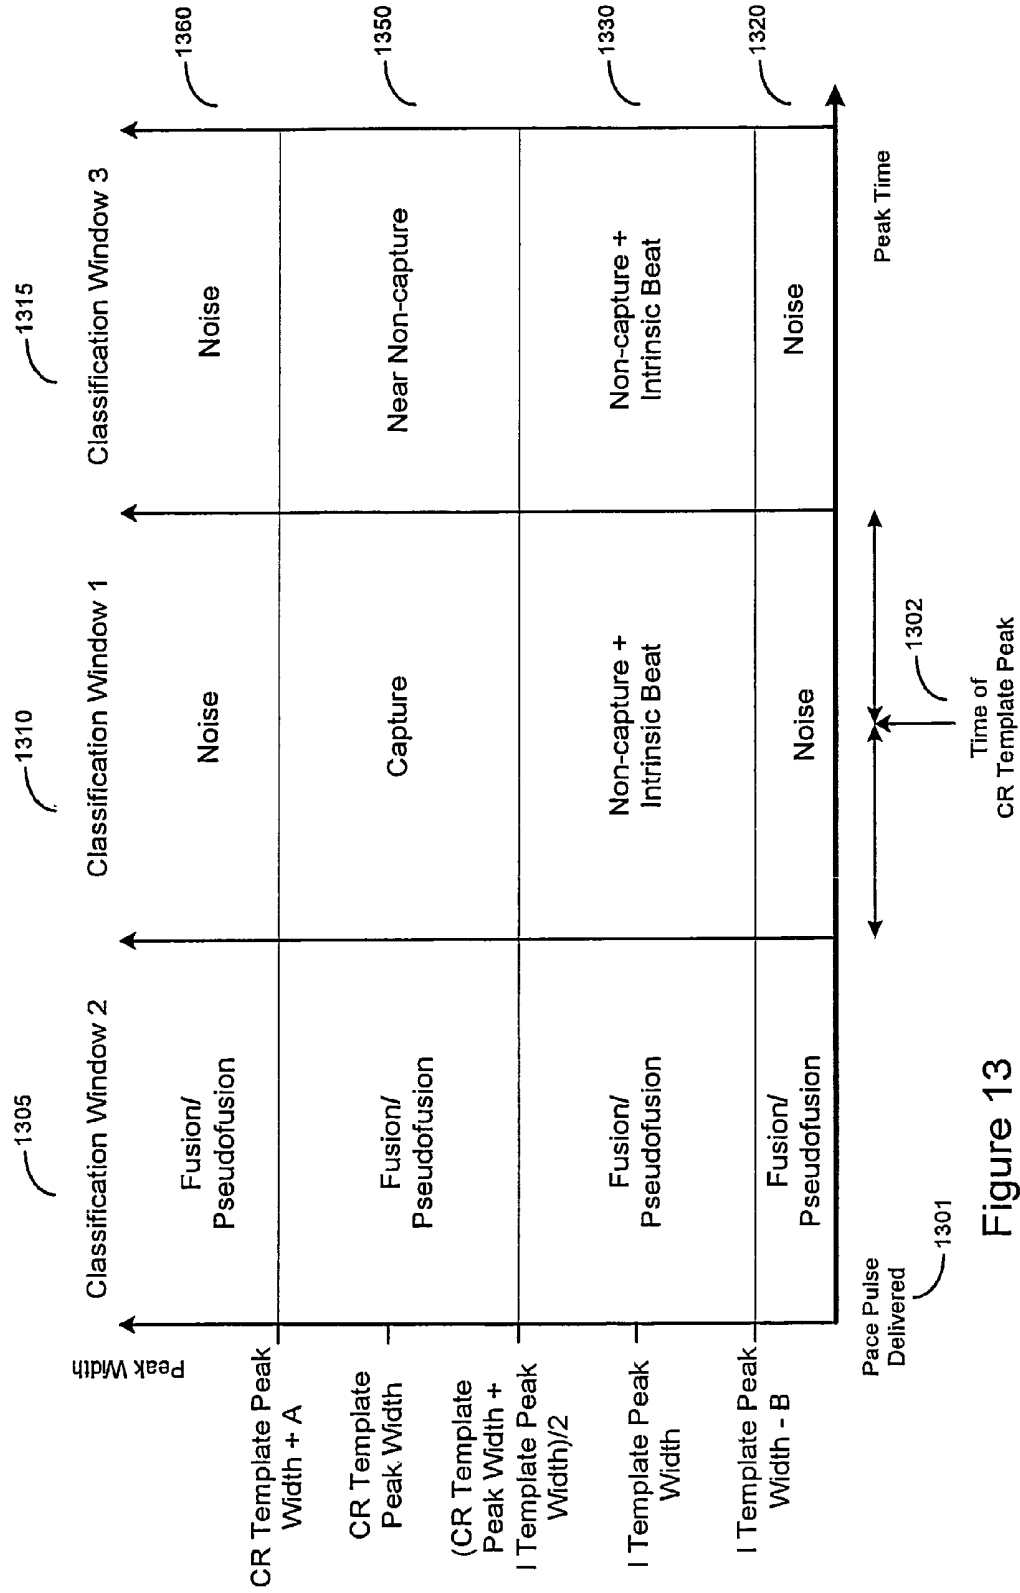 1305
1310
1315
Classification Window 2
Classification Window 1
Classification Window 3
Peak Width
CR Template Peak
Width + A
CR Template
Peak Width
(CR Template
Peak Width +
I Template Peak
Width)/2
I Template Peak
Width
I Template Peak
Width - B
Fusion/
Pseudofusion
Noise
Noise
1360
Fusion/
Pseudofusion
Capture
Near Non-capture
1350
Fusion/
Pseudofusion
Non-capture +
Intrinsic Beat
Non-capture +
Intrinsic Beat
1330
Fusion/
Pseudofusion
Noise
Noise
1320
Pace Pulse
Delivered
1301
1302
Time of
CR Template Peak
Peak Time
Figure 13